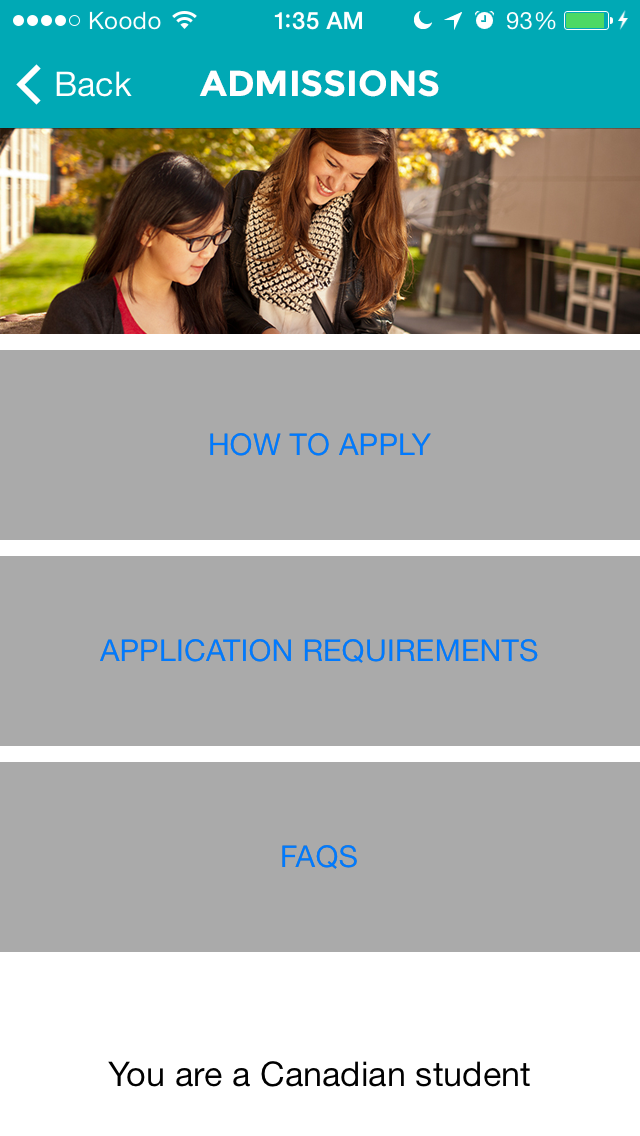 Koodo 1:35 AM 93%
Back ADMISSIONS
HOW TO APPLY
APPLICATION REQUIREMENTS
FAQS
You are a Canadian student